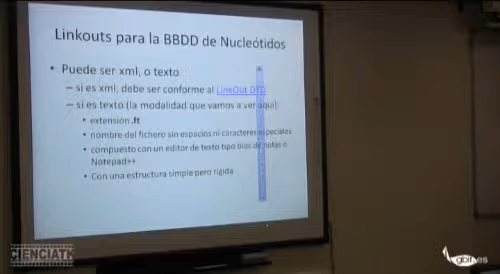 Linkouts para la BBDD de Nucleótidos
• Puede ser xml, o texto
– si es xml, debe ser conforme al LinkOut DTD
– si es texto (la modalidad que vamos a ver aquí):
• extensión .ft
• nombre del fichero sin espacios ni caracteres especiales
• compuesto con un editor de texto tipo bloc de notas o
Notepad++
• Con una estructura simple pero rígida
CIENCIATK
gbif.es